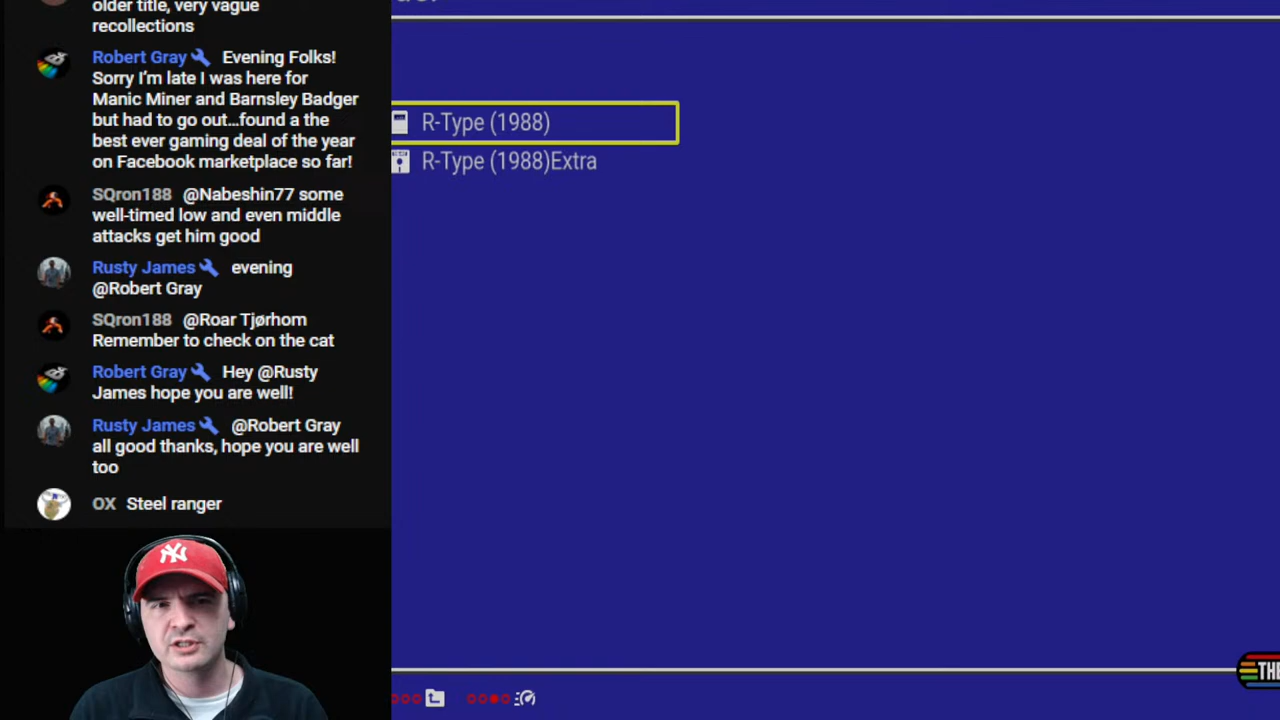 older title, very vague
recollections
Robert Gray Evening Folks!
Sorry I'm late I was here for
Manic Miner and Barnsley Badger
but had to go out...found a the
best ever gaming deal of the year
on Facebook marketplace so far!
SQron188 @Nabeshin77 some
well-timed low and even middle
attacks get him good
Rusty James evening
@Robert Gray
SQron188 @Roar Tjørhom
Remember to check on the cat
Robert Gray Hey @Rusty
James hope you are well!
Rusty James @Robert Gray
all good thanks, hope you are well
too
OX Steel ranger
R-Type (1988)
R-Type (1988)Extra
THE
NY